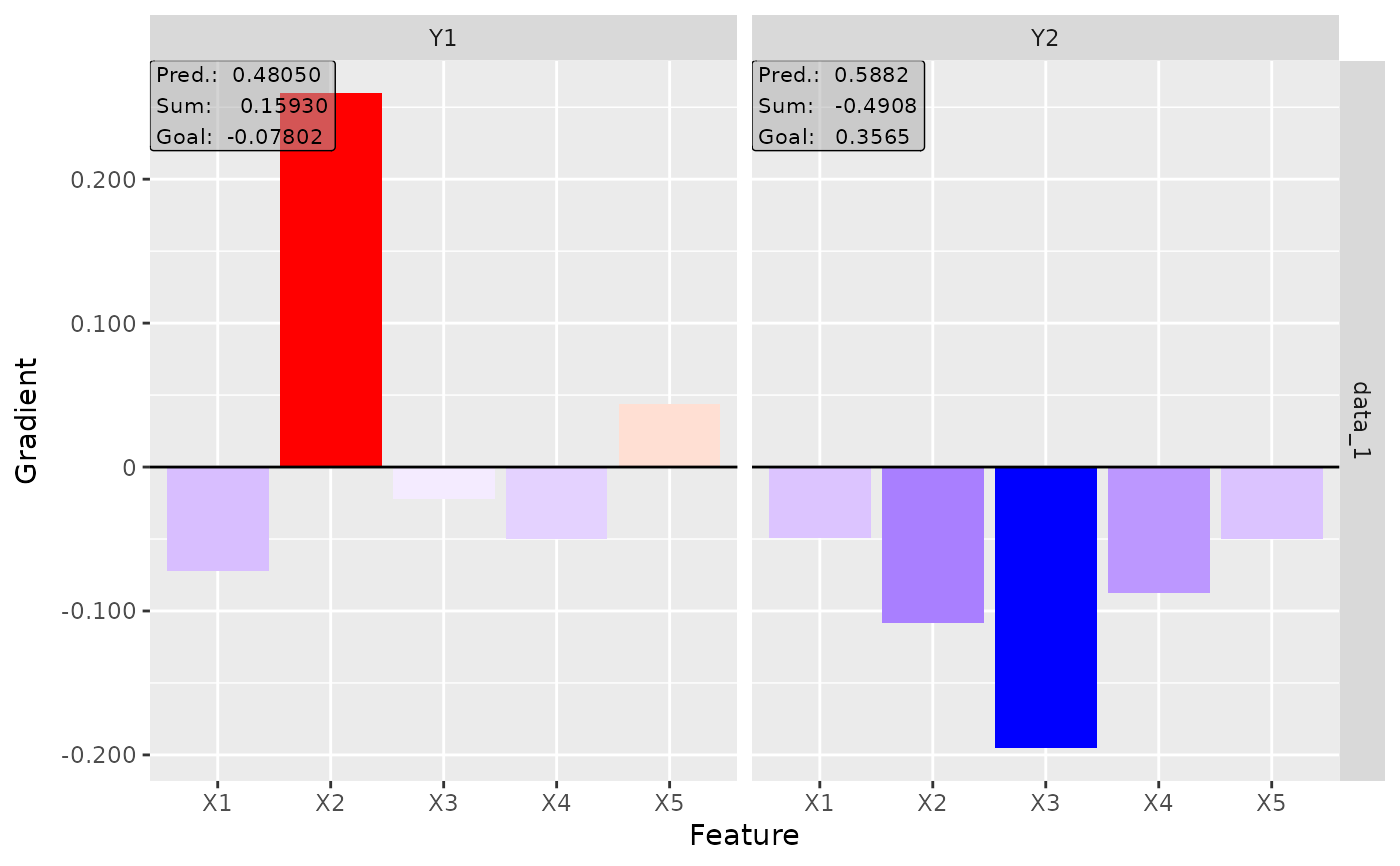 Y1
Y2
Pred.: 0.48050
Sum: 0.15930
Goal: -0.07802
Pred.: 0.5882
Sum: -0.4908
Goal: 0.3565
0.200
0.100
0
-0.100
-0.200
Gradient
data_1
X1 X2 X3 X4 X5
X1 X2 X3 X4 X5
Feature